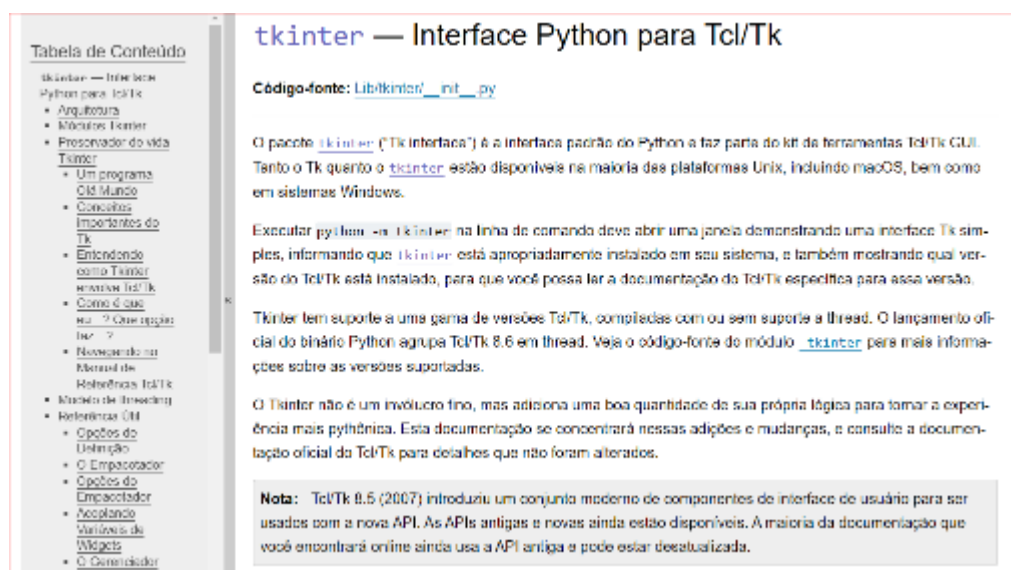 Tabela de Conteúdo
tkinter — Interface
Python para Tcl/Tk
Arquitetura
Módulos Tkinter
Preservador de vida
Tkinter
Um programa
Olá Mundo
Conceitos
importantes do
Tk
Entendendo
como Tkinter
envolve Tcl/Tk
Como é que
eu...? Que opção
faz...?
Navegando no
Manual de
Referência Tcl/Tk
Modelo de threading
Referência Útil
Opções de
Definição
O Empacotador
Opções do
Empacotador
Acoplando
Variáveis de
Widgets
O Gerenciador
tkinter — Interface Python para Tcl/Tk
Código-fonte: Lib/tkinter/__init__.py
O pacote tkinter ("Tk interface") é a interface padrão do Python e faz parte do kit de ferramentas Tcl/Tk GUI.
Tanto o Tk quanto o tkinter estão disponíveis na maioria das plataformas Unix, incluindo macOS, bem como
em sistemas Windows.
Executar python -m tkinter na linha de comando deve abrir uma janela demonstrando uma interface Tk sim-
ples, informando que tkinter está apropriadamente instalado em seu sistema, e também mostrando qual ver-
são do Tcl/Tk está instalado, para que você possa ler a documentação do Tcl/Tk específica para essa versão.
Tkinter tem suporte a uma gama de versões Tcl/Tk, compiladas com ou sem suporte a thread. O lançamento ofi-
cial do binário Python agrupa Tcl/Tk 8.6 em thread. Veja o código-fonte do módulo _tkinter para mais informa-
ções sobre as versões suportadas.
O Tkinter não é um invólucro fino, mas adiciona uma boa quantidade de sua própria lógica para tornar a experi-
ência mais pythônica. Esta documentação se concentrará nessas adições e mudanças, e consulte a documen-
tação oficial do Tcl/Tk para detalhes que não foram alterados.
Nota: Tcl/Tk 8.5 (2007) introduziu um conjunto moderno de componentes de interface de usuário para ser
usados com a nova API. As APIs antigas e novas ainda estão disponíveis. A maioria da documentação que
você encontrará online ainda usa a API antiga e pode estar desatualizada.